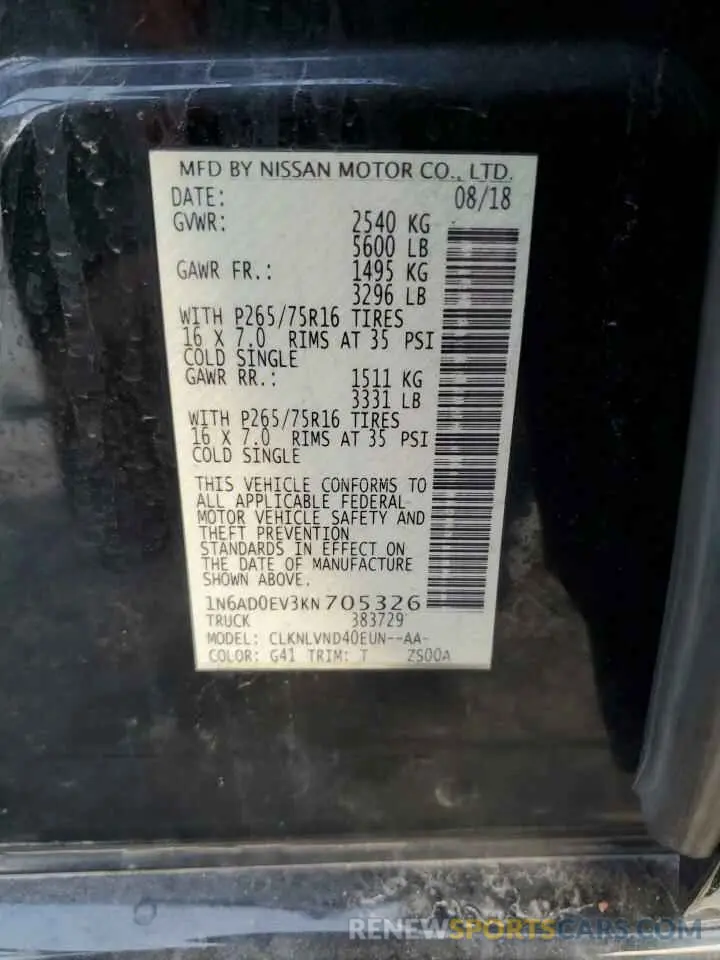 MFD BY NISSAN MOTOR CO., LTD.
DATE: 08/18
GVWR: 2540 KG
5600 LB
GAWR FR.: 1495 KG
3296 LB
WITH P265/75R16 TIRES
16 X 7.0 RIMS AT 35 PSI
COLD SINGLE
GAWR RR.: 1511 KG
3331 LB
WITH P265/75R16 TIRES
16 X 7.0 RIMS AT 35 PSI
COLD SINGLE
THIS VEHICLE CONFORMS TO
ALL APPLICABLE FEDERAL
MOTOR VEHICLE SAFETY AND
THEFT PREVENTION
STANDARDS IN EFFECT ON
THE DATE OF MANUFACTURE
SHOWN ABOVE.
1N6AD0EV3KN705326
TRUCK 383729
MODEL: CLKNLVND40EUN--AA-
COLOR: G41 TRIM: T ZS00A
RENEWSPORTSCARS.COM